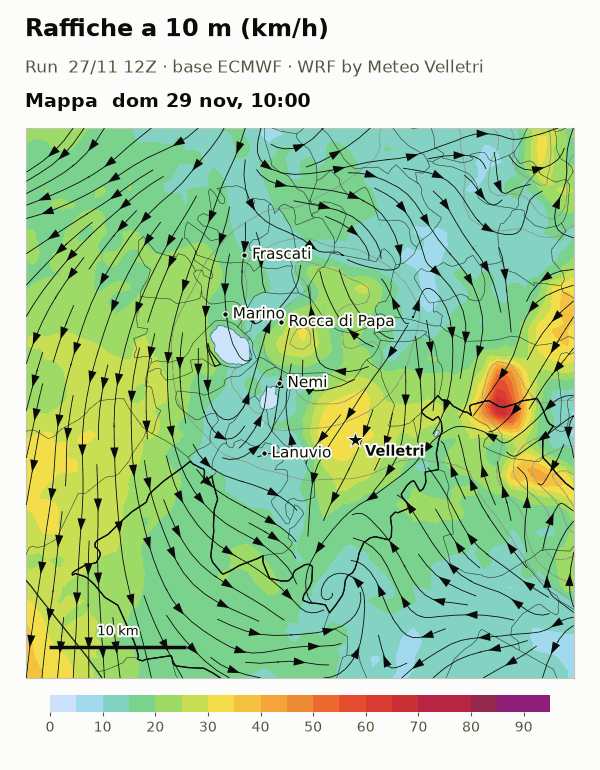 Raffiche a 10 m (km/h)
Run 27/11 12Z · base ECMWF · WRF by Meteo Velletri
Mappa dom 29 nov, 10:00
Frascati
Marino
Rocca di Papa
Nemi
Velletri
Lanuvio
10 km
0 10 20 30 40 50 60 70 80 90